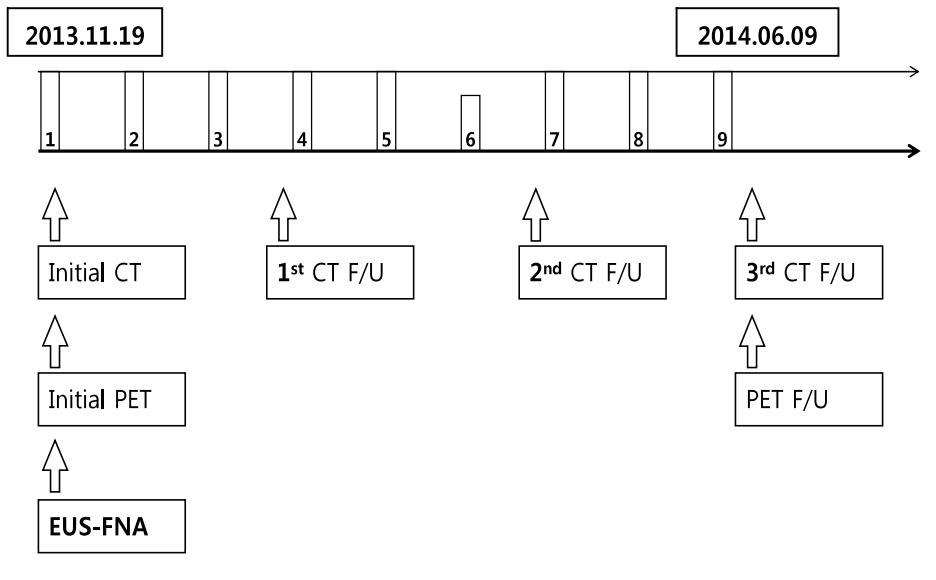 2013.11.19 2014.06.09
1 2 3 4 5 6 7 8 9
Initial CT 1st CT F/U 2nd CT F/U 3rd CT F/U
Initial PET PET F/U
EUS-FNA